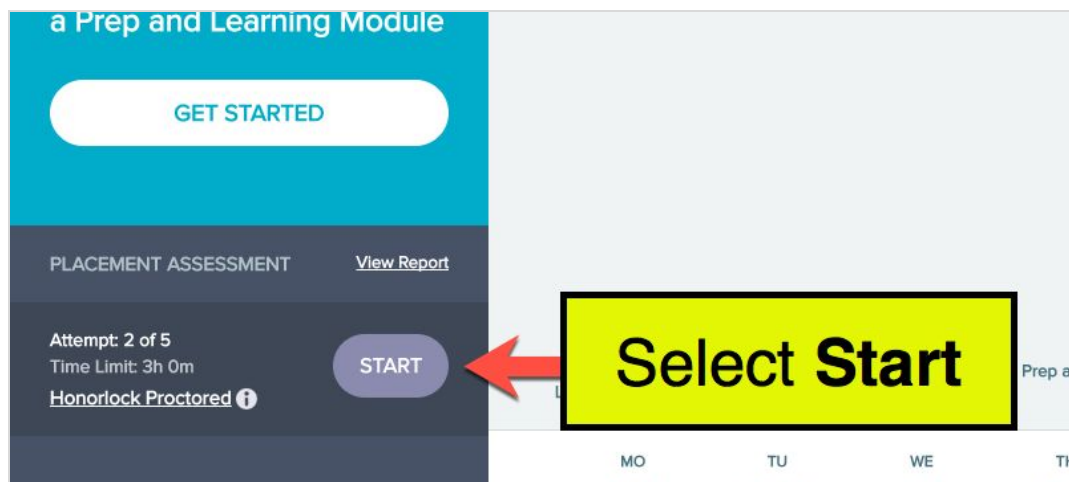 a Prep and Learning Module
GET STARTED
PLACEMENT ASSESSMENT View Report
Attempt: 2 of 5
Time Limit: 3h 0m
START
Honorlock Proctored
Select Start
Prep a
MO TU WE TH